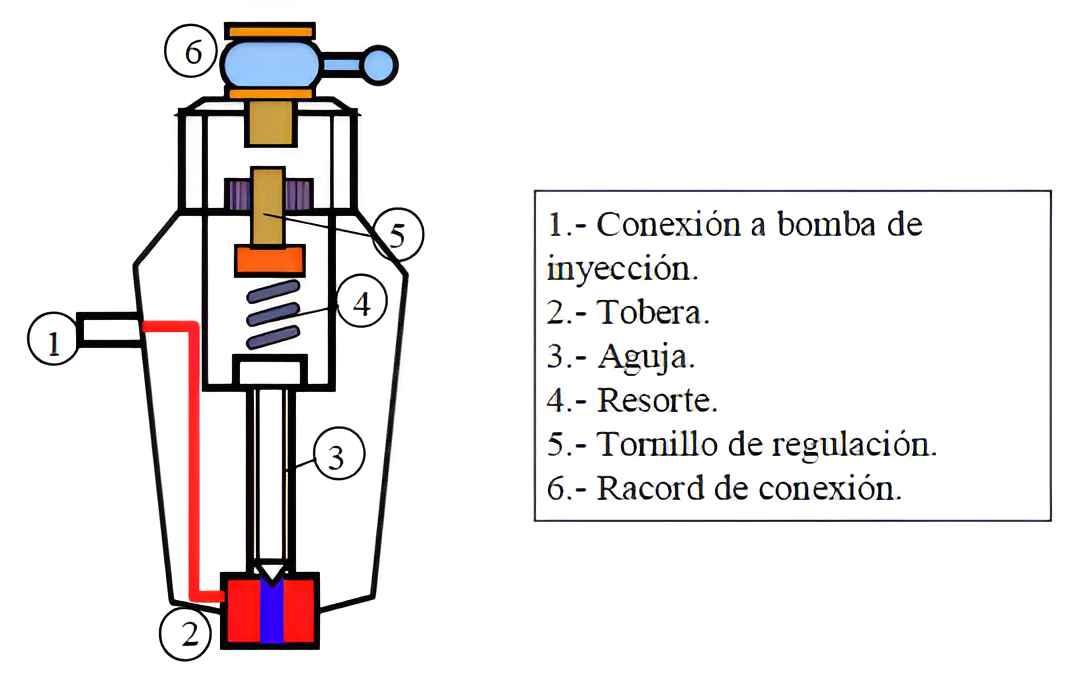 6
5
4
1
3
2
1.- Conexión a bomba de
inyección.
2.- Tobera.
3.- Aguja.
4.- Resorte.
5.- Tornillo de regulación.
6.- Racord de conexión.